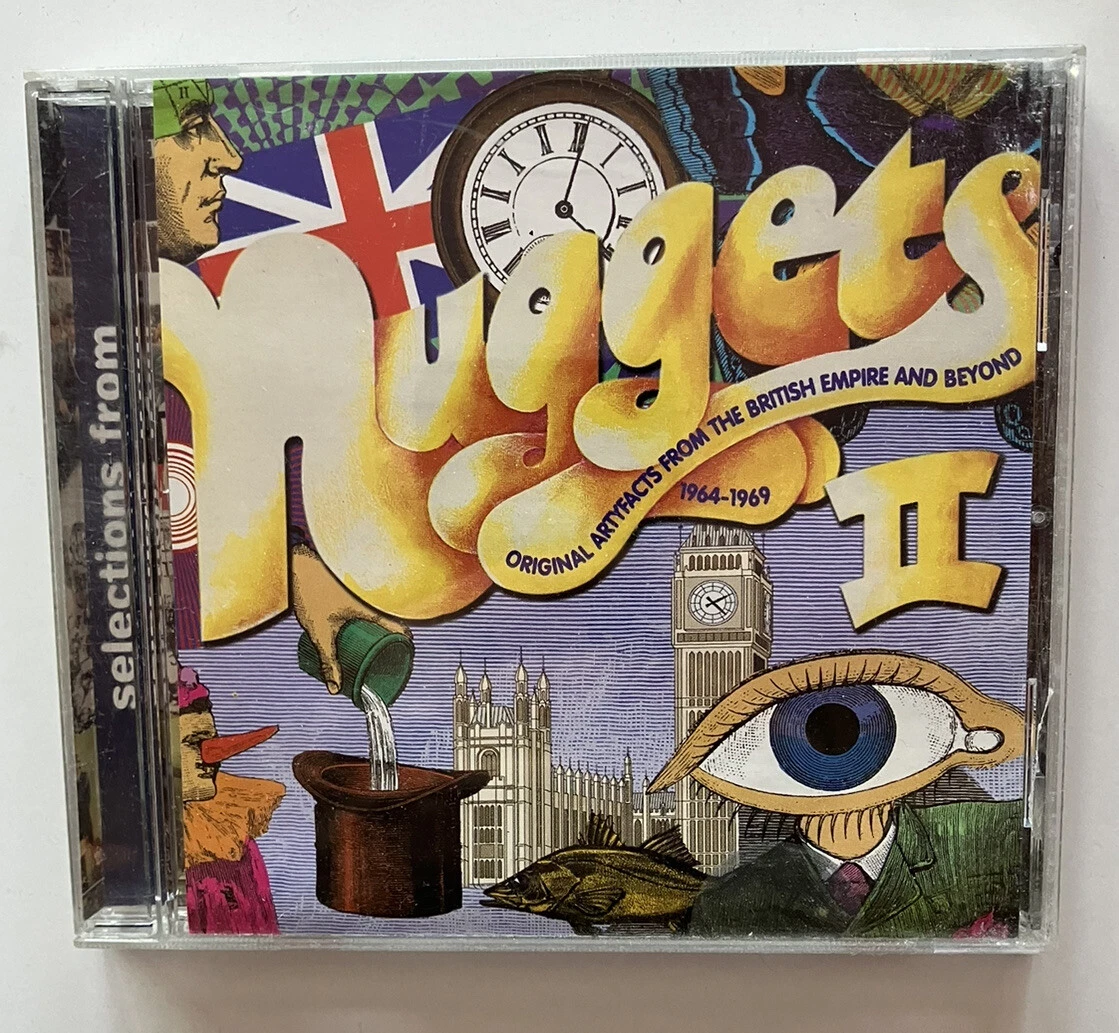 selections from
nuggets
ORIGINAL ARTYFACTS FROM THE BRITISH EMPIRE AND BEYOND
1964-1969
II